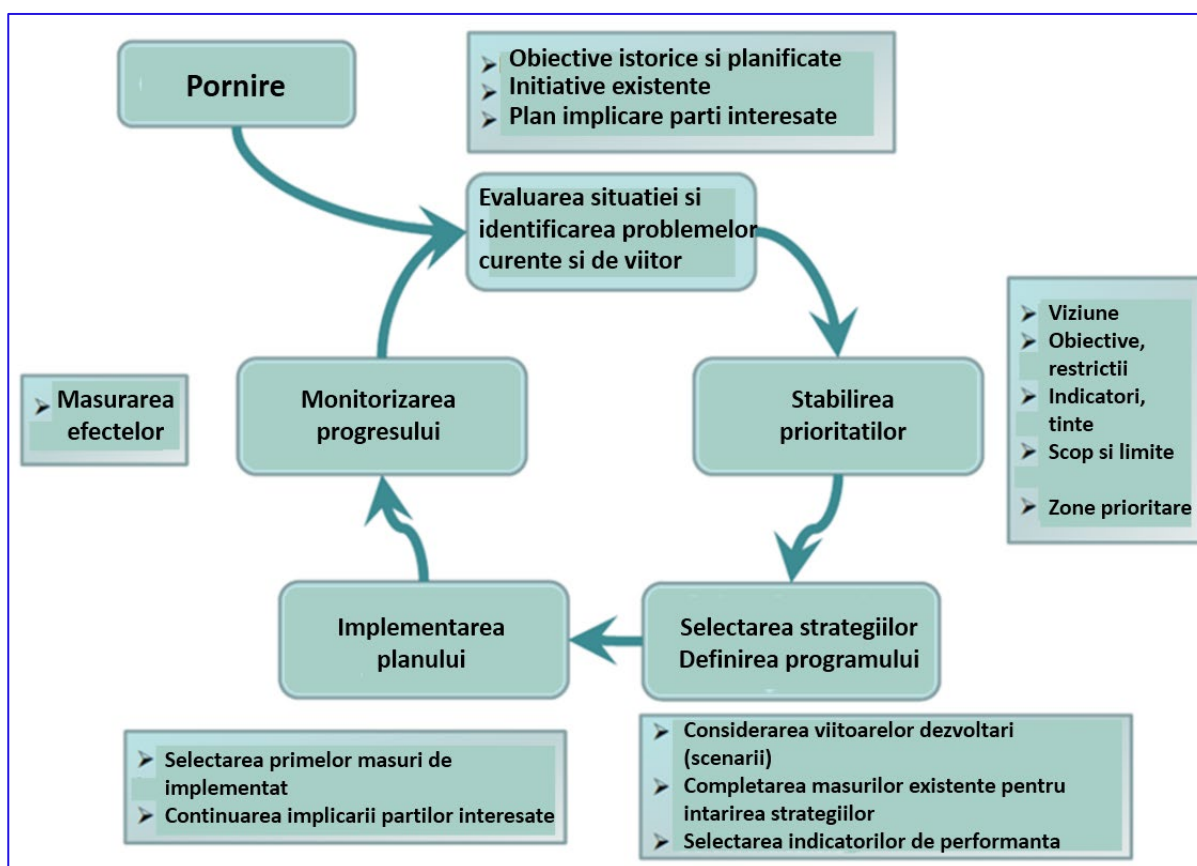 Pornire
➢ Obiective istorice si planificate
➢ Initiative existente
➢ Plan implicare parti interesate
Evaluarea situatiei si
identificarea problemelor
curente si de viitor
➢ Viziune
➢ Obiective,
restrictii
➢ Indicatori,
tinte
➢ Scop si limite
➢ Zone prioritare
Stabilirea
prioritatilor
Selectarea strategiilor
Definirea programului
➢ Considerarea viitoarelor dezvoltari
(scenarii)
➢ Completarea masurilor existente pentru
intarirea strategiilor
➢ Selectarea indicatorilor de performanta
Implementarea
planului
➢ Selectarea primelor masuri de
implementat
➢ Continuarea implicarii partilor interesate
Monitorizarea
progresului
➢ Masurarea
efectelor